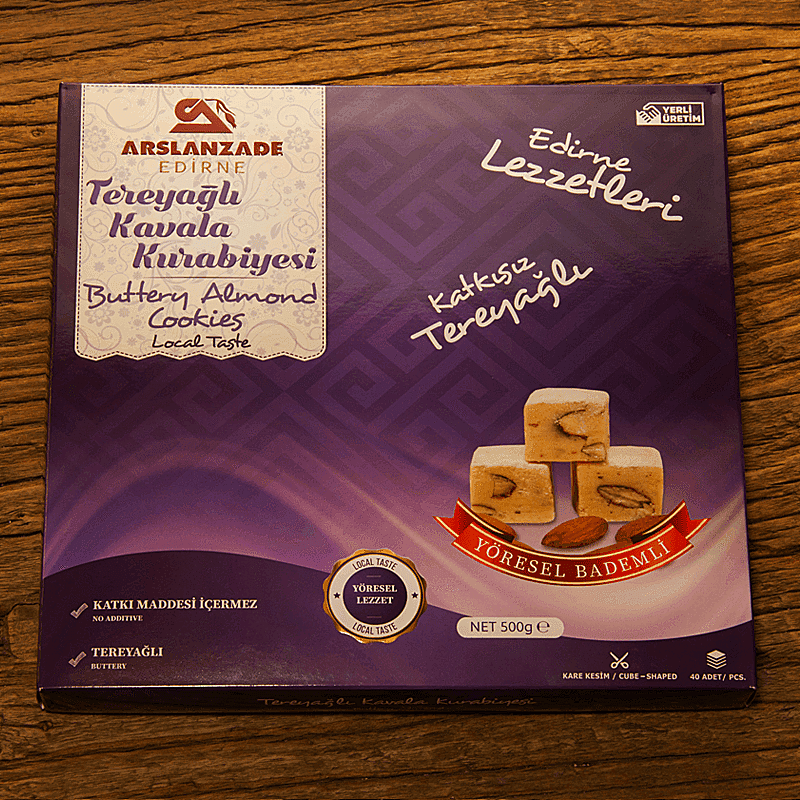 ARSLANZADE
EDİRNE
Tereyağlı
Kavala
Kurabiyesi
Buttery Almond
Cookies
Local Taste
YERLİ
ÜRETİM
Edirne
Lezzetleri
Katkısız
Tereyağlı
YÖRESEL BADEMLİ
LOCAL TASTE
YÖRESEL
LEZZET
LOCAL TASTE
NET 500g ℮
KATKI MADDESİ İÇERMEZ
NO ADDITIVE
TEREYAĞLI
BUTTERY
KARE KESİM / CUBE-SHAPED
40 ADET/ PCS.
Tereyağlı Kavala Kurabiyesi